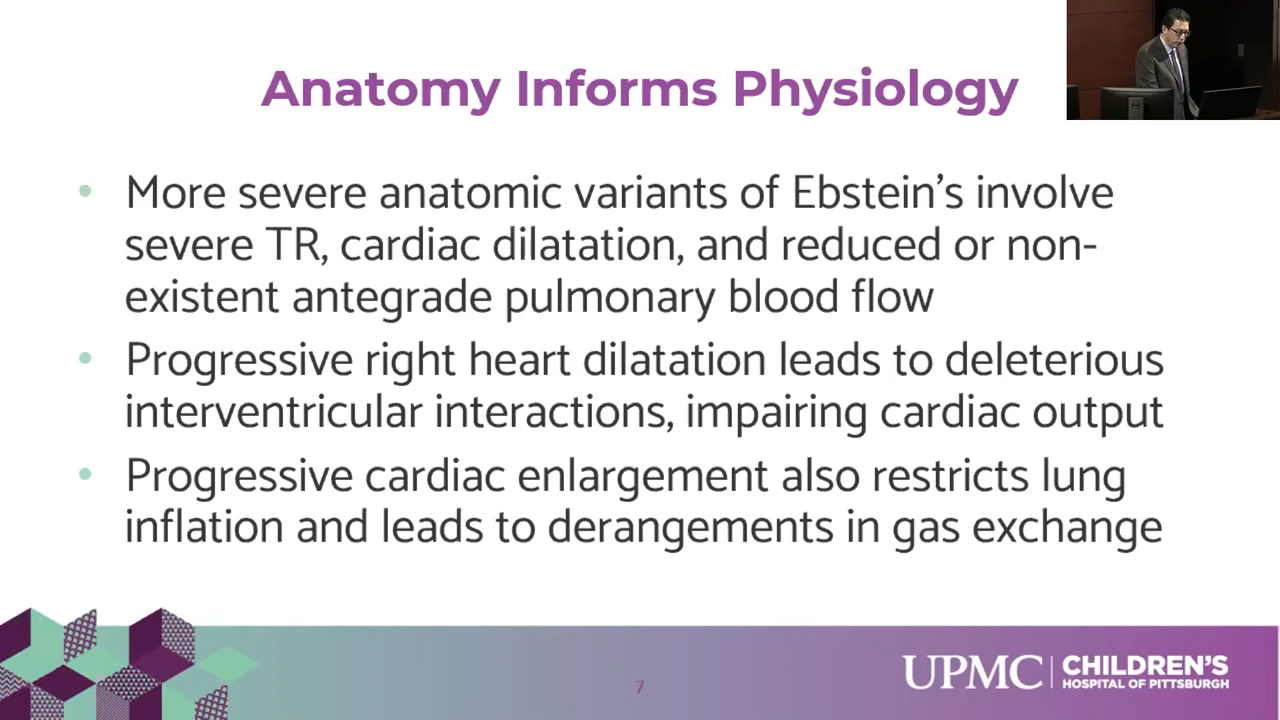 Anatomy Informs Physiology
• More severe anatomic variants of Ebstein’s involve
severe TR, cardiac dilatation, and reduced or non-
existent antegrade pulmonary blood flow
• Progressive right heart dilatation leads to deleterious
interventricular interactions, impairing cardiac output
• Progressive cardiac enlargement also restricts lung
inflation and leads to derangements in gas exchange
7
UPMC | CHILDREN’S
HOSPITAL OF PITTSBURGH